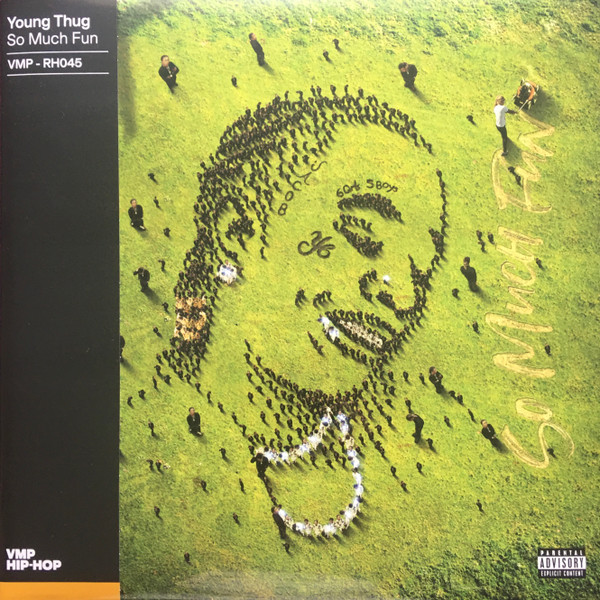 Young Thug
So Much Fun
VMP - RH045
So Much Fun
PARENTAL
ADVISORY
EXPLICIT CONTENT
VMP
HIP-HOP